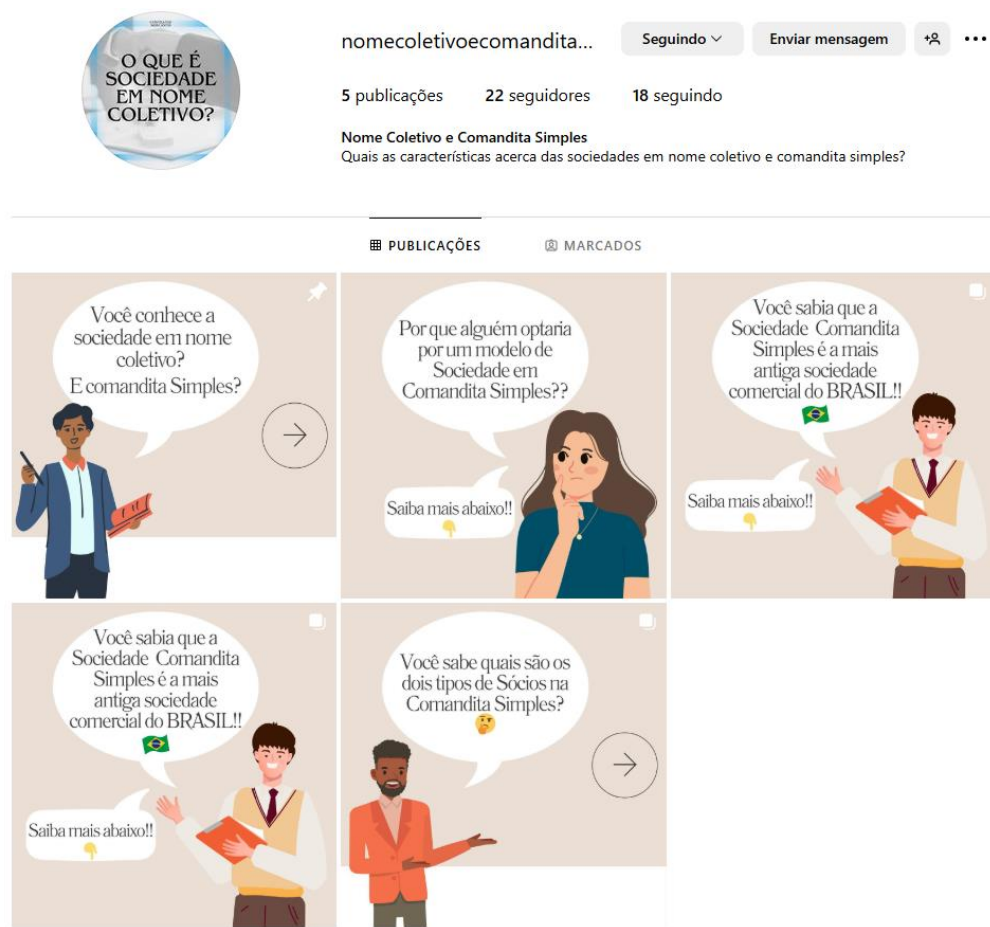 O QUE É
SOCIEDADE
EM NOME
COLETIVO?
nomecoletivoecomandita...
Seguindo
Enviar mensagem
5 publicações 22 seguidores 18 seguindo
Nome Coletivo e Comandita Simples
Quais as características acerca das sociedades em nome coletivo e comandita simples?
PUBLICAÇÕES
MARCADOS
Você conhece a
sociedade em nome
coletivo?
E comandita Simples?
Por que alguém optaria
por um modelo de
Sociedade em
Comandita Simples??
Saiba mais abaixo!!
Você sabia que a
Sociedade Comandita
Simples é a mais
antiga sociedade
comercial do BRASIL!!
Saiba mais abaixo!!
Você sabia que a
Sociedade Comandita
Simples é a mais
antiga sociedade
comercial do BRASIL!!
Saiba mais abaixo!!
Você sabe quais são os
dois tipos de Sócios na
Comandita Simples?